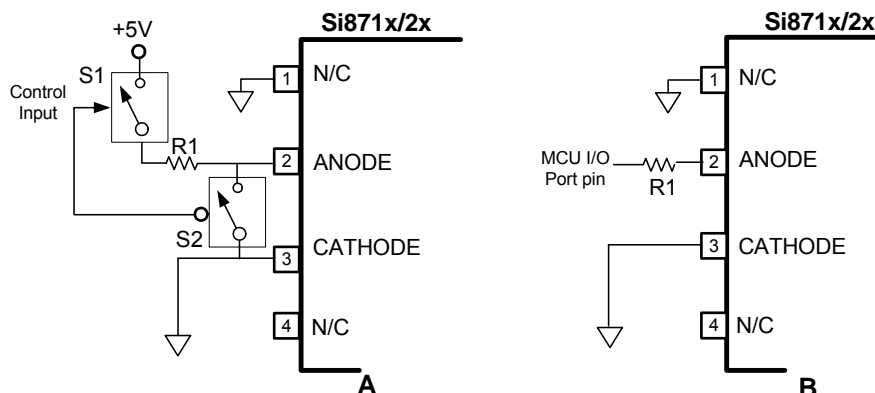 Si871x/2x
+5V
S1
Control
Input
R1
S2
1
N/C
2
ANODE
3
CATHODE
4
N/C
A
Si871x/2x
MCU I/O
Port pin
R1
1
N/C
2
ANODE
3
CATHODE
4
N/C
B